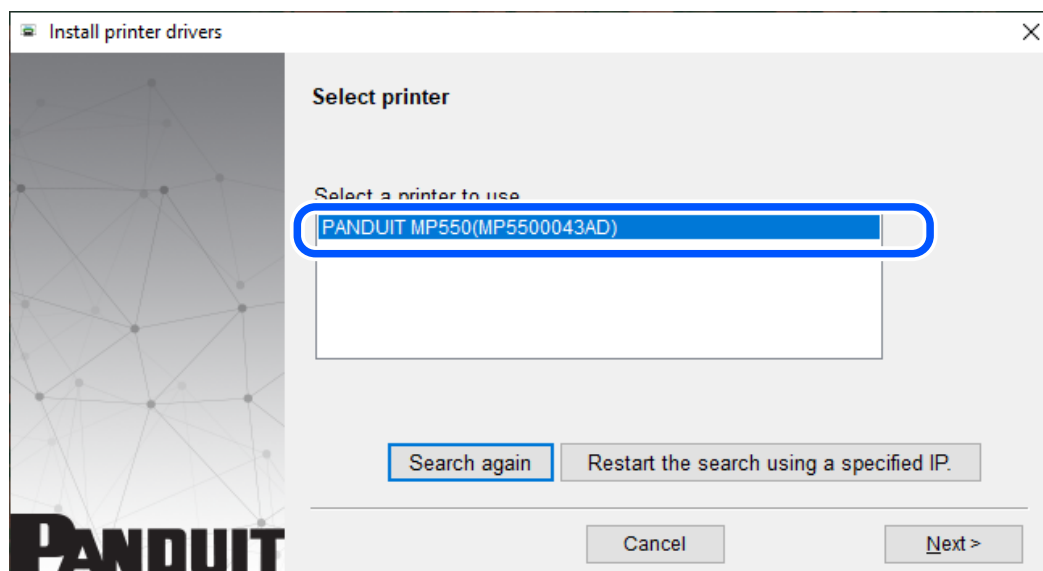 Install printer drivers
Select printer
Select a printer to use
PANDUIT MP550(MP5500043AD)
Search again
Restart the search using a specified IP.
PANDUIT
Cancel
Next >